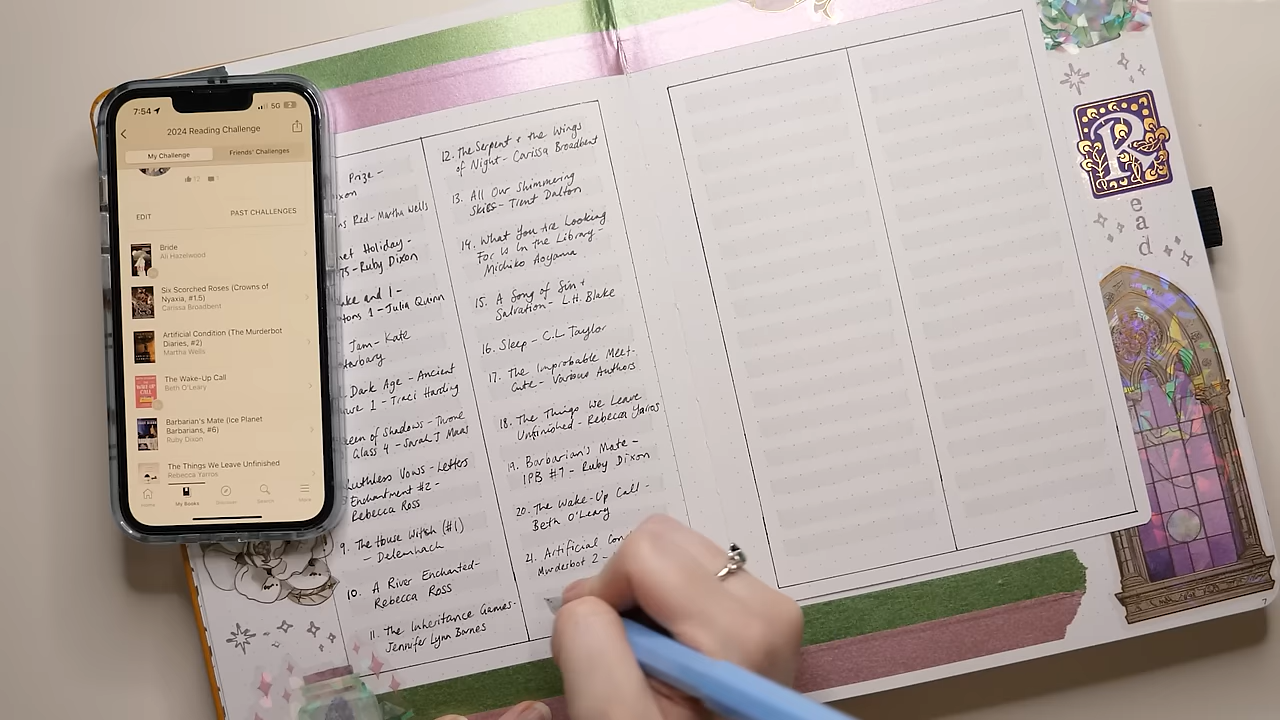 7:54
5G
2024 Reading Challenge
My Challenge
Friends' Challenges
EDIT
PAST CHALLENGES
Bride
Ali Hazelwood
Six Scorched Roses (Crowns of
Nyaxia, #1.5)
Carissa Broadbent
Artificial Condition (The Murderbot
Diaries, #2)
Martha Wells
The Wake-Up Call
Beth O'Leary
Barbarian's Mate (Ice Planet
Barbarians, #6)
Ruby Dixon
The Things We Leave Unfinished
Rebecca Yarros
Home
My Books
Discover
Search
More
Prize -
Red - Martha Wells
Holiday -
- Ruby Dixon
and I -
1 - Julia Quinn
Jam - Kate
Dark Age - Ancient
1 - Traci Harding
of Shadows - Throne
Glass 4 - Sarah J Maas
Ruthless Vows - Letters
Enchantment #2 -
Rebecca Ross
9. The House Witch (#1)
- Delemhach
10. A River Enchanted -
Rebecca Ross
11. The Inheritance Games -
Jennifer Lynn Barnes
12. The Serpent + the Wings
of Night - Carissa Broadbent
13. All Our Shimmering
Skies - Trent Dalton
14. What You Are Looking
For is in the Library -
Michiko Aoyama
15. A Song of Sin +
Salvation - L.H. Blake
16. Sleep - C.L Taylor
17. The Improbable Meet-
Cute - Various Authors
18. The Things We Leave
Unfinished - Rebecca Yarros
19. Barbarian's Mate -
IPB #7 - Ruby Dixon
20. The Wake-Up Call -
Beth O'Leary
21. Artificial Con
Murderbot 2 -
R
e
a
d
7